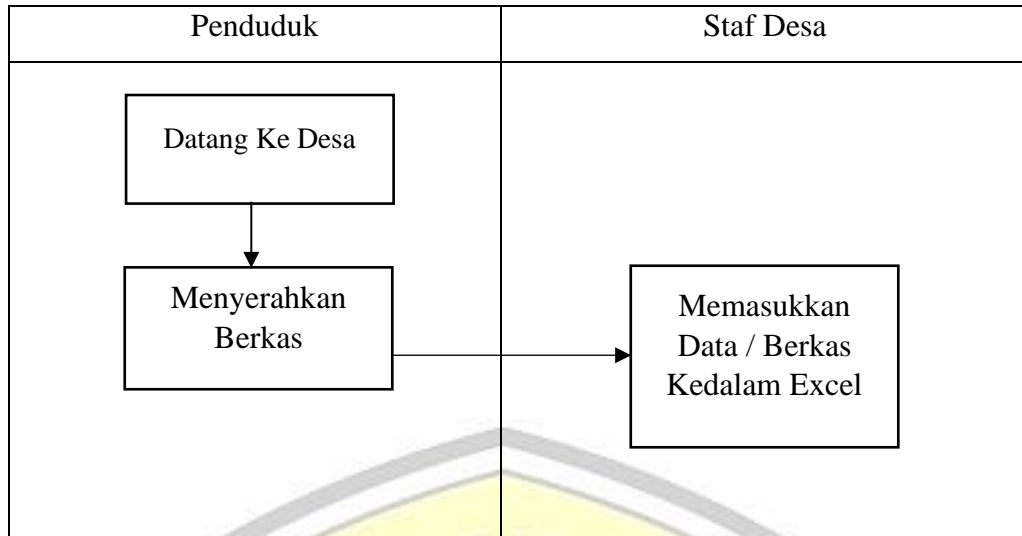 Penduduk
Staf Desa
Datang Ke Desa
Menyerahkan
Berkas
Memasukkan
Data / Berkas
Kedalam Excel